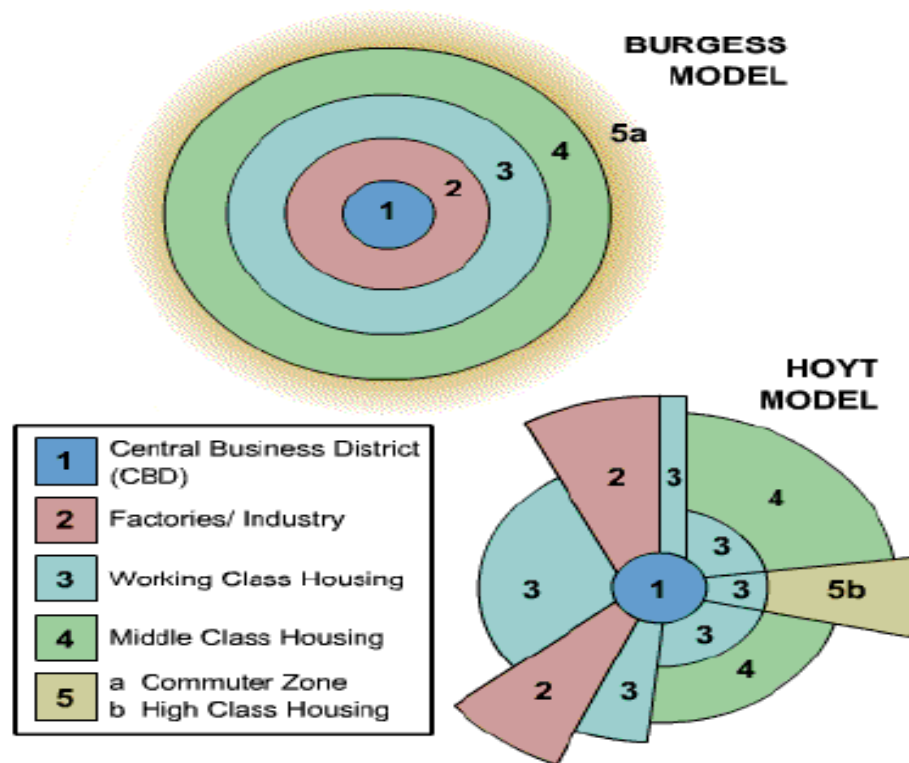 BURGESS
MODEL
5a
4
3
2
1
HOYT
MODEL
1 Central Business District
(CBD)
2 Factories/ Industry
3 Working Class Housing
4 Middle Class Housing
5 a Commuter Zone
b High Class Housing
2
3
4
3
3
1
3
5b
3
4
2
3